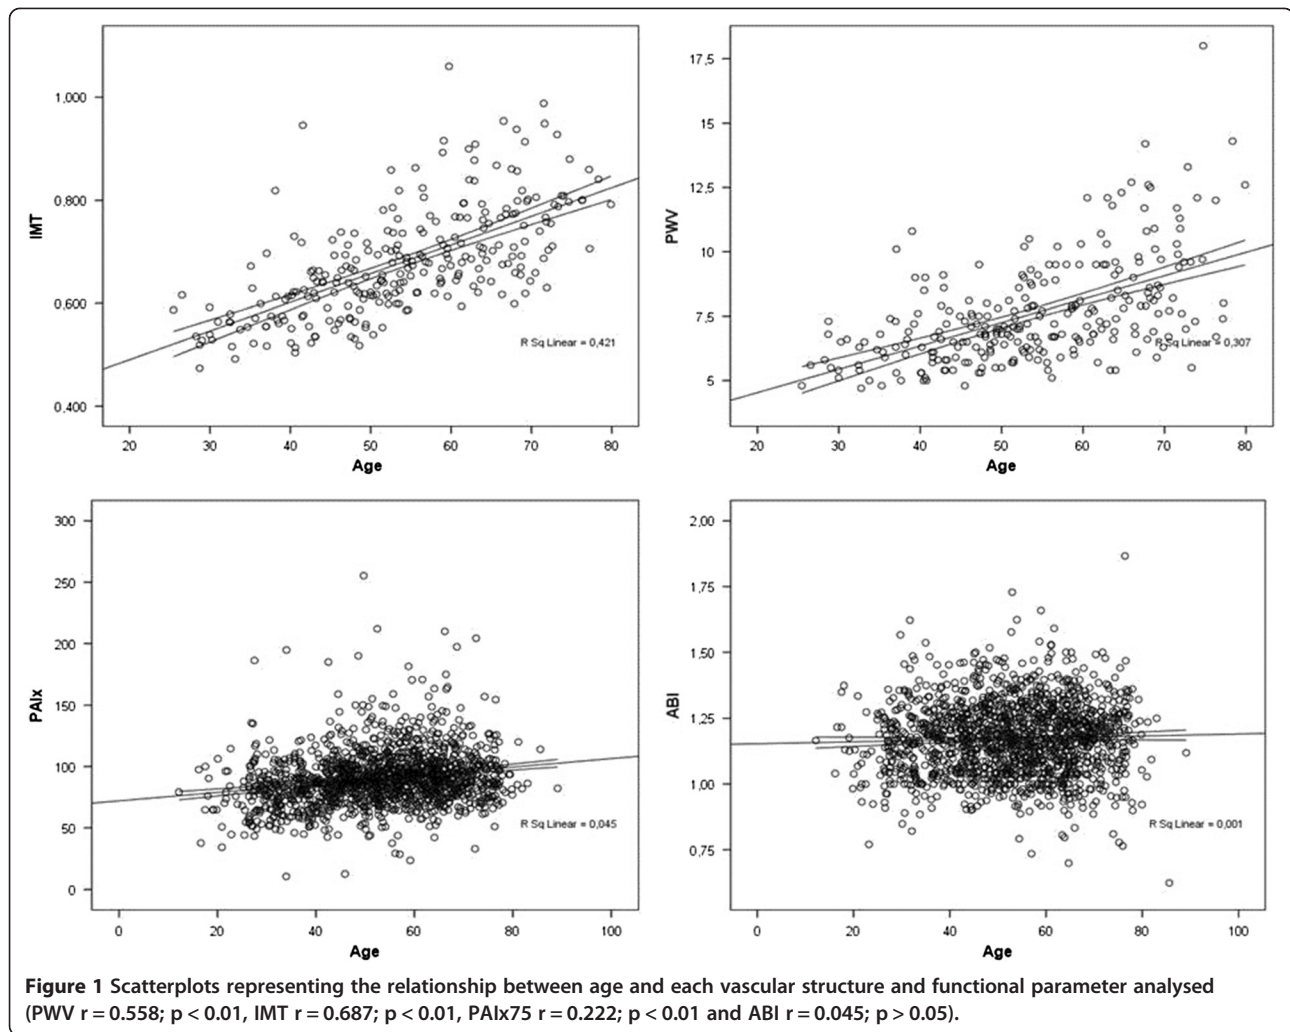 1,000
0,800
0,600
0,400
IMT
R Sq Linear = 0,421
20 30 40 50 60 70 80
Age
17,5
15
12,5
10
7,5
5
PWV
R Sq Linear = 0,307
20 30 40 50 60 70 80
Age
300
250
200
150
100
50
0
PAIx
R Sq Linear = 0,045
0 20 40 60 80 100
Age
2,00
1,75
1,50
1,25
1,00
0,75
ABI
R Sq Linear = 0,001
0 20 40 60 80 100
Age
Figure 1 Scatterplots representing the relationship between age and each vascular structure and functional parameter analysed
(PWV r = 0.558; p < 0.01, IMT r = 0.687; p < 0.01, PAIx75 r = 0.222; p < 0.01 and ABI r = 0.045; p > 0.05).